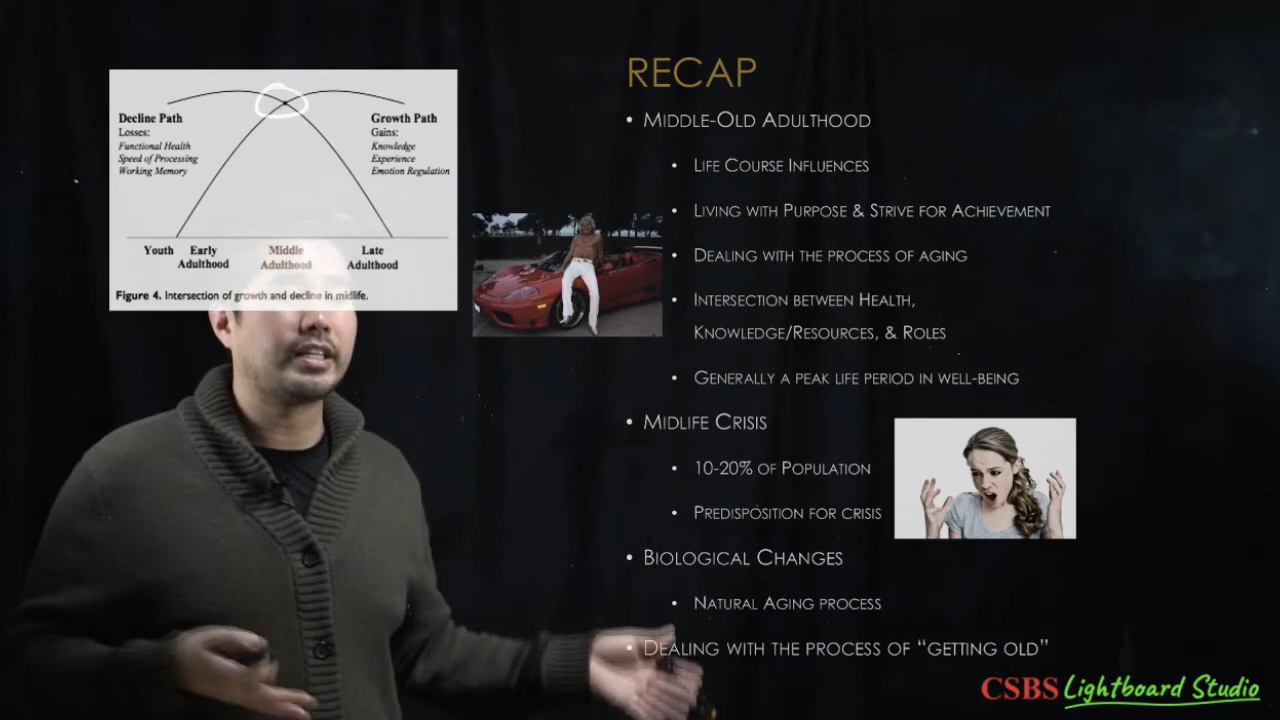 Decline Path
Losses:
Functional Health
Speed of Processing
Working Memory
Growth Path
Gains:
Knowledge
Experience
Emotion Regulation
Youth
Early
Adulthood
Middle
Adulthood
Late
Adulthood
Figure 4. Intersection of growth and decline in midlife.
RECAP
• MIDDLE-OLD ADULTHOOD
• LIFE COURSE INFLUENCES
• LIVING WITH PURPOSE & STRIVE FOR ACHIEVEMENT
• DEALING WITH THE PROCESS OF AGING
• INTERSECTION BETWEEN HEALTH,
KNOWLEDGE/RESOURCES, & ROLES
• GENERALLY A PEAK LIFE PERIOD IN WELL-BEING
• MIDLIFE CRISIS
• 10-20% OF POPULATION
• PREDISPOSITION FOR CRISIS
• BIOLOGICAL CHANGES
• NATURAL AGING PROCESS
• DEALING WITH THE PROCESS OF “GETTING OLD”
CSBS Lightboard Studio